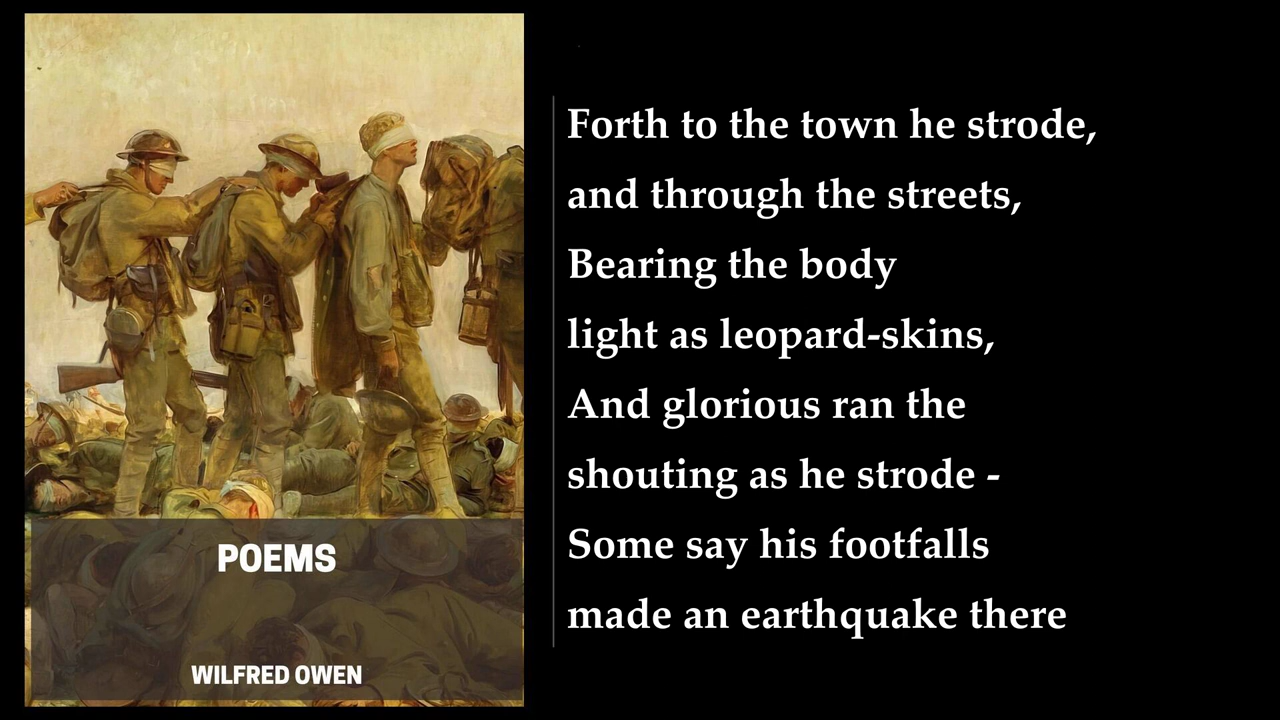 POEMS
WILFRED OWEN
Forth to the town he strode,
and through the streets,
Bearing the body
light as leopard-skins,
And glorious ran the
shouting as he strode -
Some say his footfalls
made an earthquake there